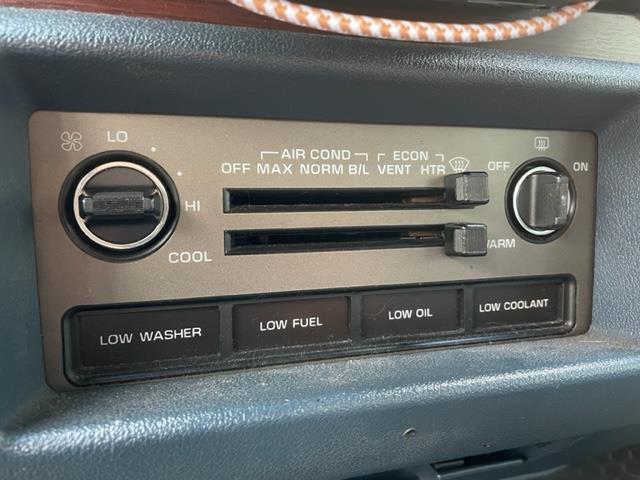 LO
AIR COND ECON
OFF MAX NORM B/L VENT HTR
OFF ON
HI
COOL WARM
LOW WASHER LOW FUEL LOW OIL LOW COOLANT